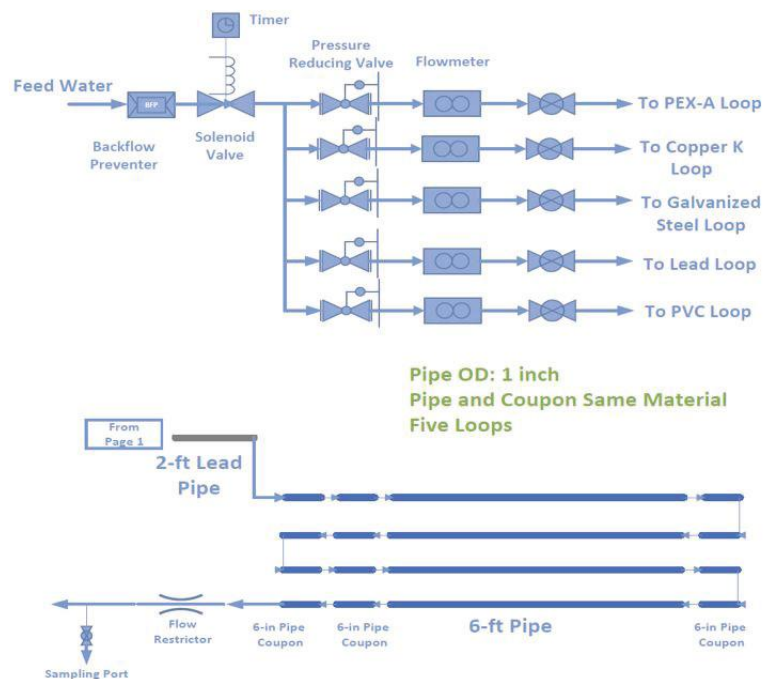 Timer
Pressure
Reducing Valve
Flowmeter
Feed Water
BFP
Backflow
Preventer
Solenoid
Valve
To PEX-A Loop
To Copper K
Loop
To Galvanized
Steel Loop
To Lead Loop
To PVC Loop
Pipe OD: 1 inch
Pipe and Coupon Same Material
Five Loops
From
Page 1
2-ft Lead
Pipe
Flow
Restrictor
6-in Pipe
Coupon
6-in Pipe
Coupon
6-ft Pipe
6-in Pipe
Coupon
Sampling Port